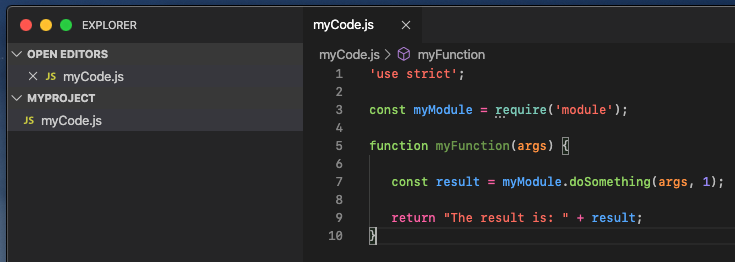 EXPLORER
OPEN EDITORS
JS myCode.js
MYPROJECT
JS myCode.js
myCode.js
myCode.js > myFunction
1 'use strict';
2
3 const myModule = require('module');
4
5 function myFunction(args) {
6
7 const result = myModule.doSomething(args, 1);
8
9 return "The result is: " + result;
10 }